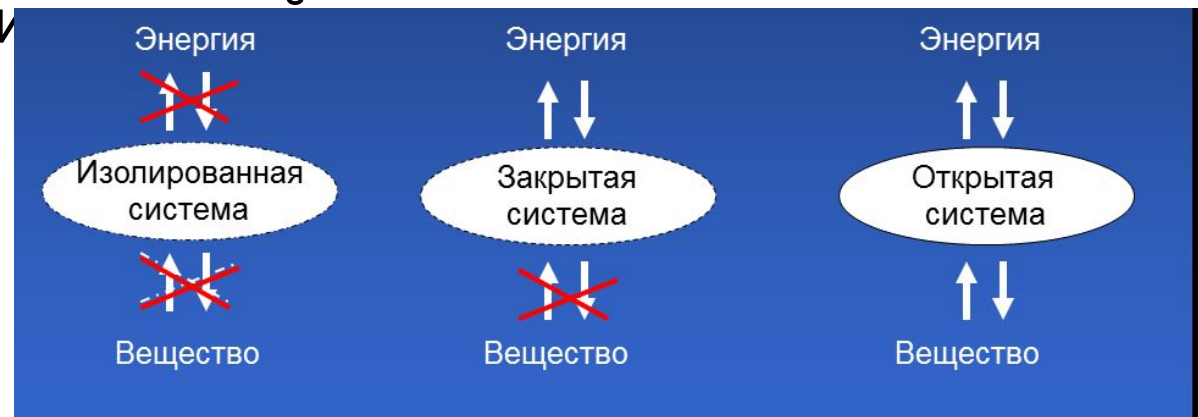 И
Энергия
Энергия
Энергия
Изолированная
система
Закрытая
система
Открытая
система
Вещество
Вещество
Вещество